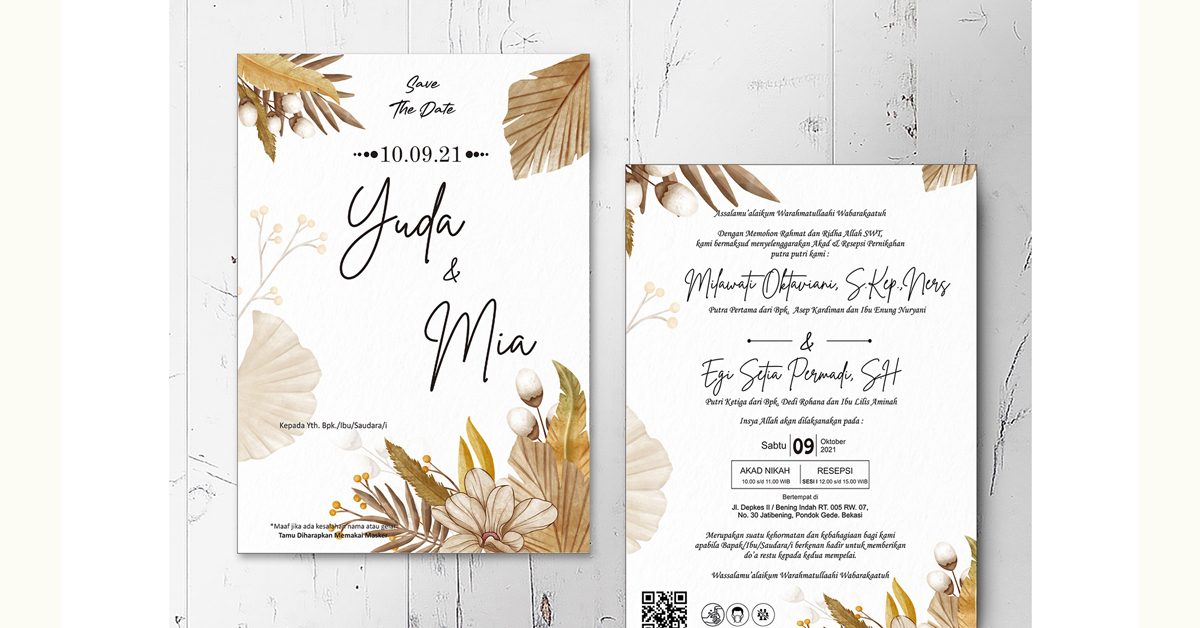 Save
The Date
10.09.21
Yuda
&
Mia
Kepada Yth. Bpk./Ibu/Saudara/i
*Maaf jika ada kesalahan nama atau gelar
Tamu Diharapkan Memakai Masker
Assalamu'alaikum Warahmatullaahi Wabarakaatuh
Dengan Memohon Rahmat dan Ridha Allah SWT,
kami bermaksud menyelenggarakan Akad & Resepsi Pernikahan
putra putri kami :
Milawati Oktaviani, S.Kep.,Ners
Putra Pertama dari Bpk. Asep Kardiman dan Ibu Enung Nuryani
&
Egi Setia Permadi, SH
Putri Ketiga dari Bpk. Dedi Rohana dan Ibu Lilis Aminah
Insya Allah akan dilaksanakan pada :
Sabtu 09 Oktober 2021
AKAD NIKAH RESEPSI
10.00 s/d 11.00 WIB SESI I 12.00 s/d 15.00 WIB
Bertempat di
Jl. Depkes II / Bening Indah RT. 005 RW. 07,
No. 30 Jatibening, Pondok Gede. Bekasi
Merupakan suatu kehormatan dan kebahagiaan bagi kami
apabila Bapak/Ibu/Saudara/i berkenan hadir untuk memberikan
do'a restu kepada kedua mempelai.
Wassalamu'alaikum Warahmatullaahi Wabarakaatuh